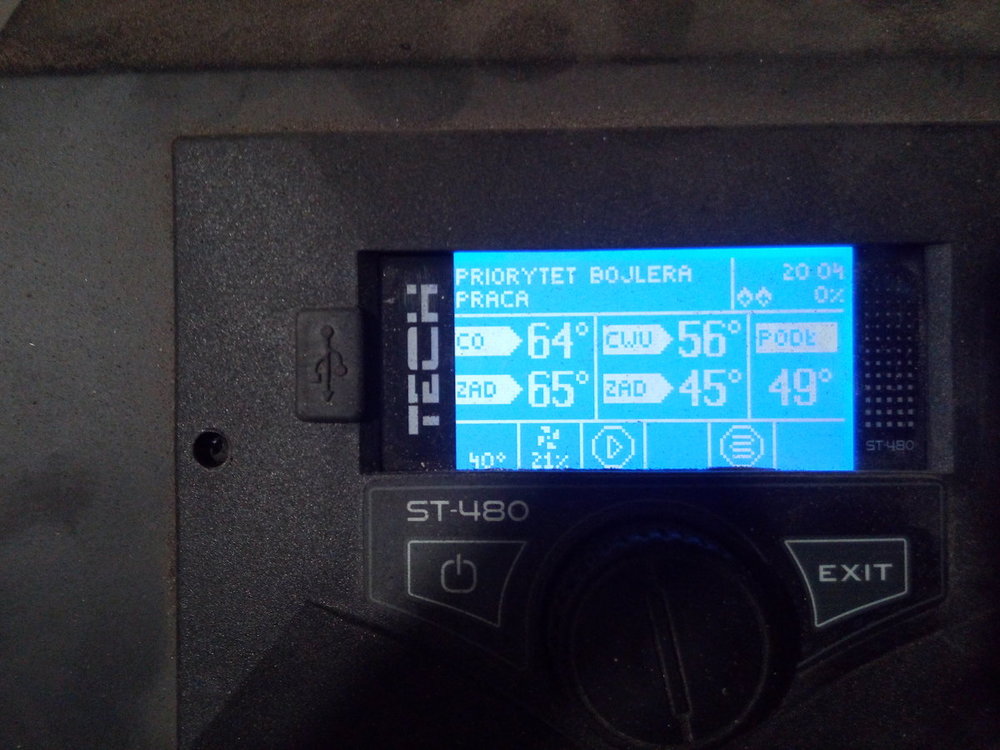 PRIORYTET BOJLERA
PRACA
20 04
0%
CO 64°
CWU 56°
PODŁ
ZAD 65°
ZAD 45°
49°
40°
21%
TECH
ST-480
ST-480
EXIT